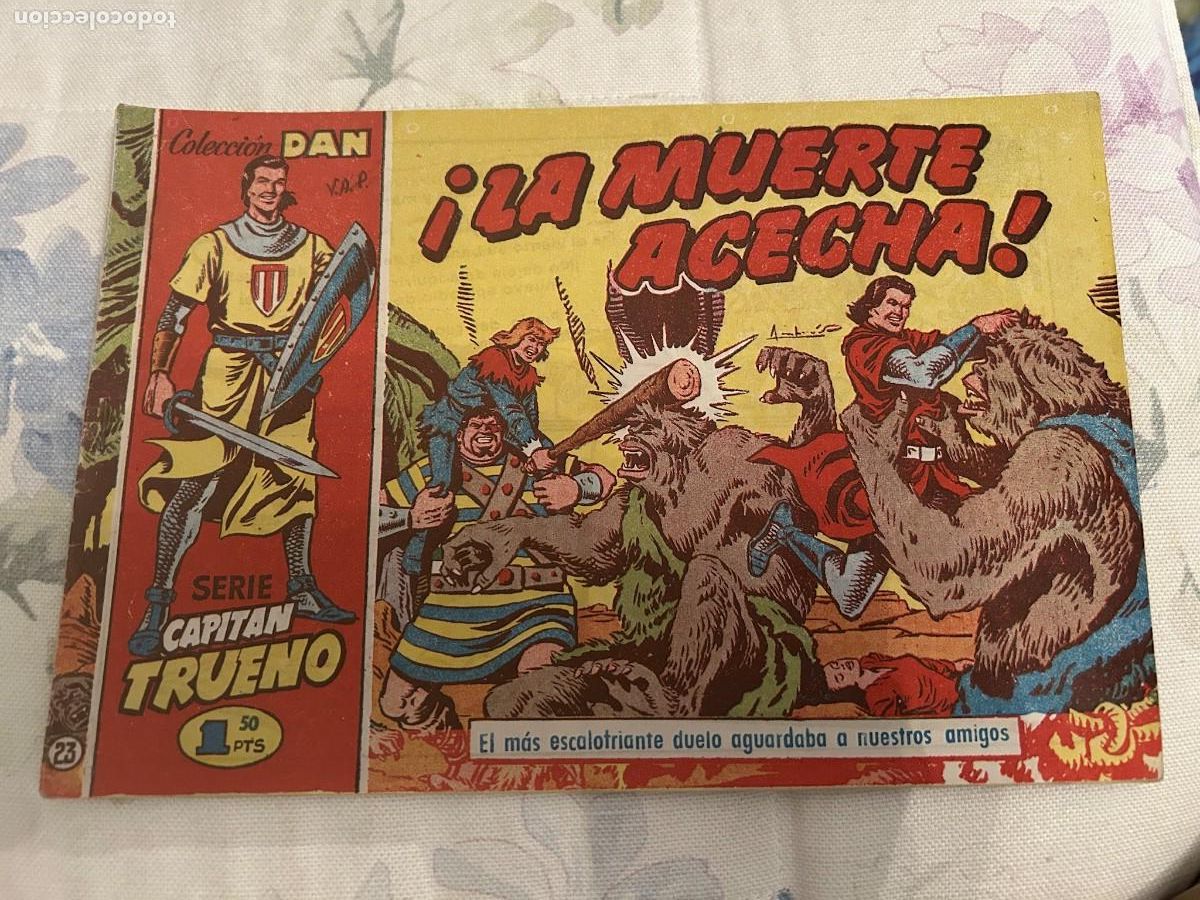 todocoleccion
Colección DAN
V.A.P.
¡LA MUERTE
ACECHA!
SERIE
CAPITAN
TRUENO
1 50
PTS
23
El más escalofriante duelo aguardaba a nuestros amigos